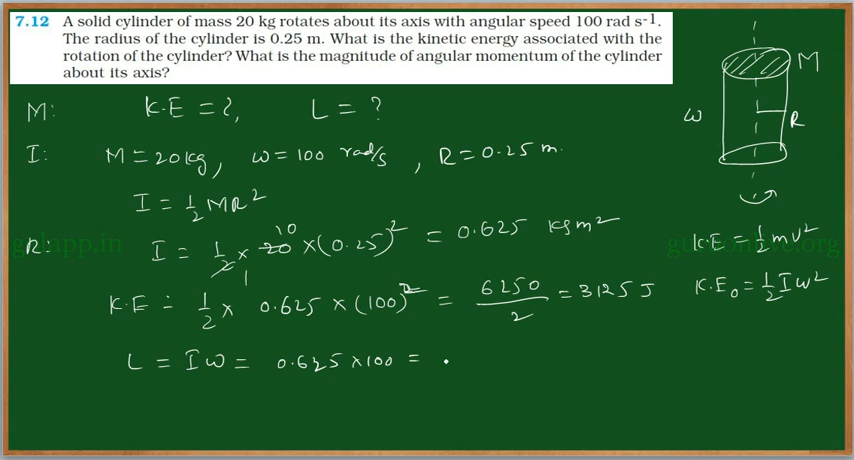 7.12 A solid cylinder of mass 20 kg rotates about its axis with angular speed 100 rad s-1.
The radius of the cylinder is 0.25 m. What is the kinetic energy associated with the
rotation of the cylinder? What is the magnitude of angular momentum of the cylinder
about its axis?
M
ω R
M: K.E = ?, L = ?
I: M = 20 kg, ω = 100 rad/s, R = 0.25 m.
I = 1/2 MR²
R: I = 1/2 × 20 × (0.25)² = 0.625 kg m²
10
1
K.E = 1/2 mv²
K.E = 1/2 × 0.625 × (100)² = 6250/2 = 3125 J
K.E₀ = 1/2 I ω²
L = I ω = 0.625 × 100 = .